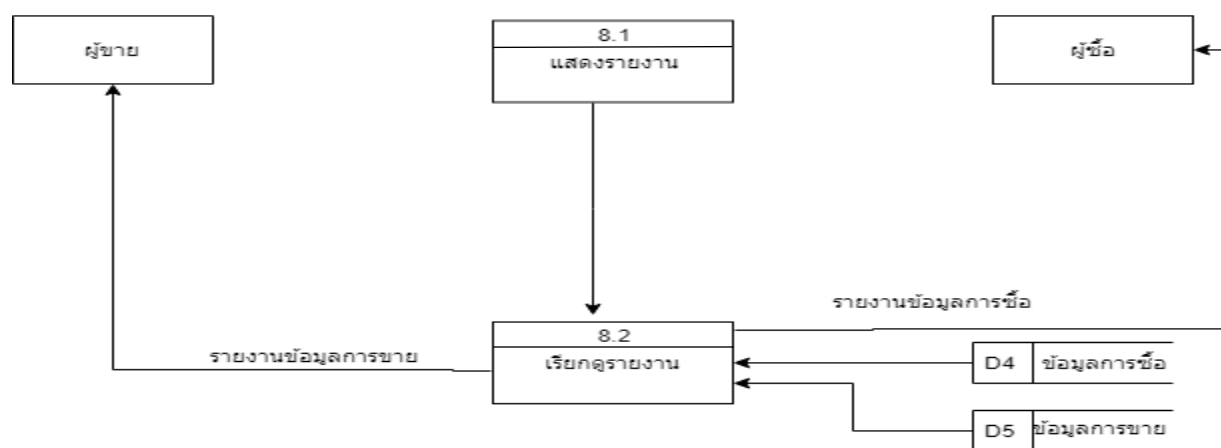 ผู้ขาย
8.1
แสดงรายงาน
ผู้ซื้อ
รายงานข้อมูลการซื้อ
8.2
รายงานข้อมูลการขาย
เรียกดูรายงาน
D4 ข้อมูลการซื้อ
D5 ข้อมูลการขาย